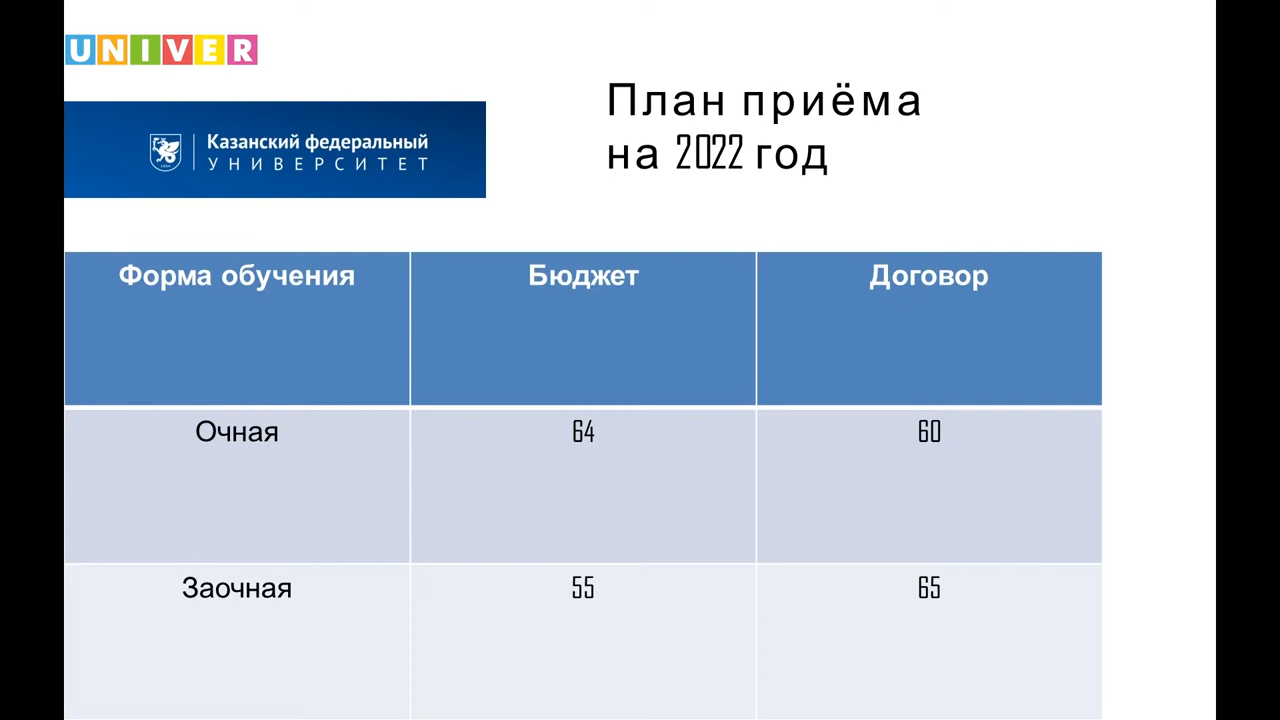 UNIVER
Казанский федеральный
УНИВЕРСИТЕТ
План приёма
на 2022 год
Форма обучения Бюджет Договор
Очная 64 60
Заочная 55 65